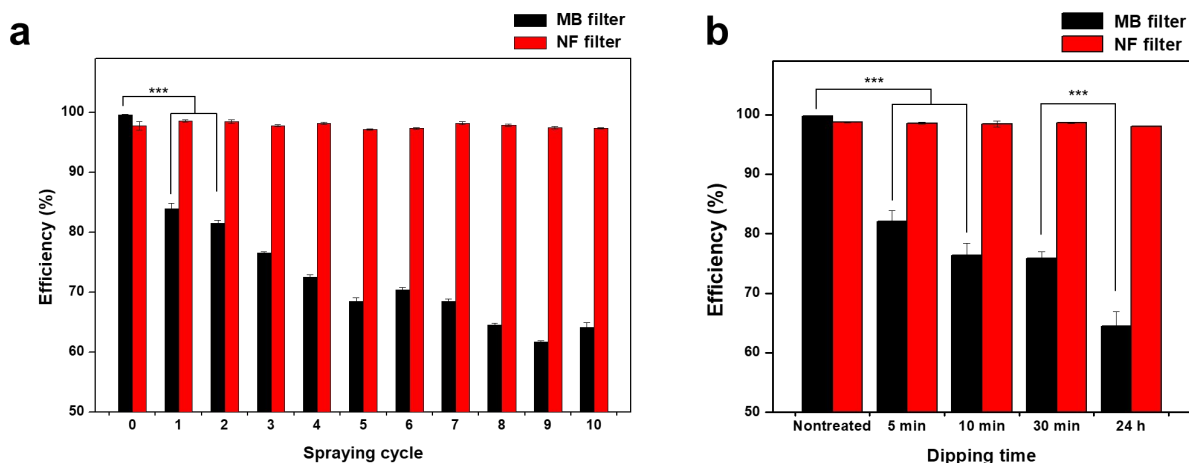 a
MB filter
NF filter
***
100
90
80
70
60
50
Efficiency (%)
0 1 2 3 4 5 6 7 8 9 10
Spraying cycle
b
MB filter
NF filter
***
***
100
90
80
70
60
50
Efficiency (%)
Nontreated 5 min 10 min 30 min 24 h
Dipping time